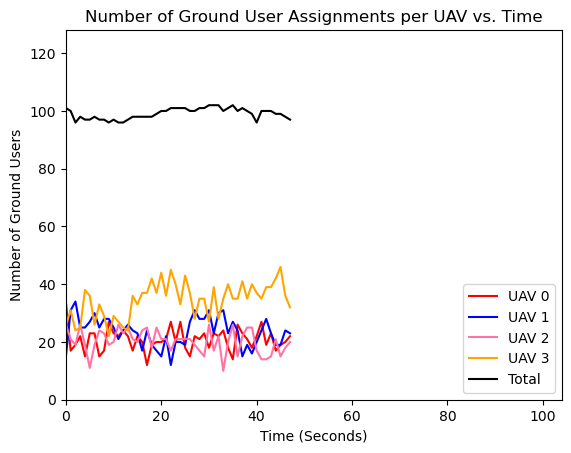 Number of Ground User Assignments per UAV vs. Time
Number of Ground Users
120
100
80
60
40
20
0
0 20 40 60 80 100
Time (Seconds)
UAV 0
UAV 1
UAV 2
UAV 3
Total